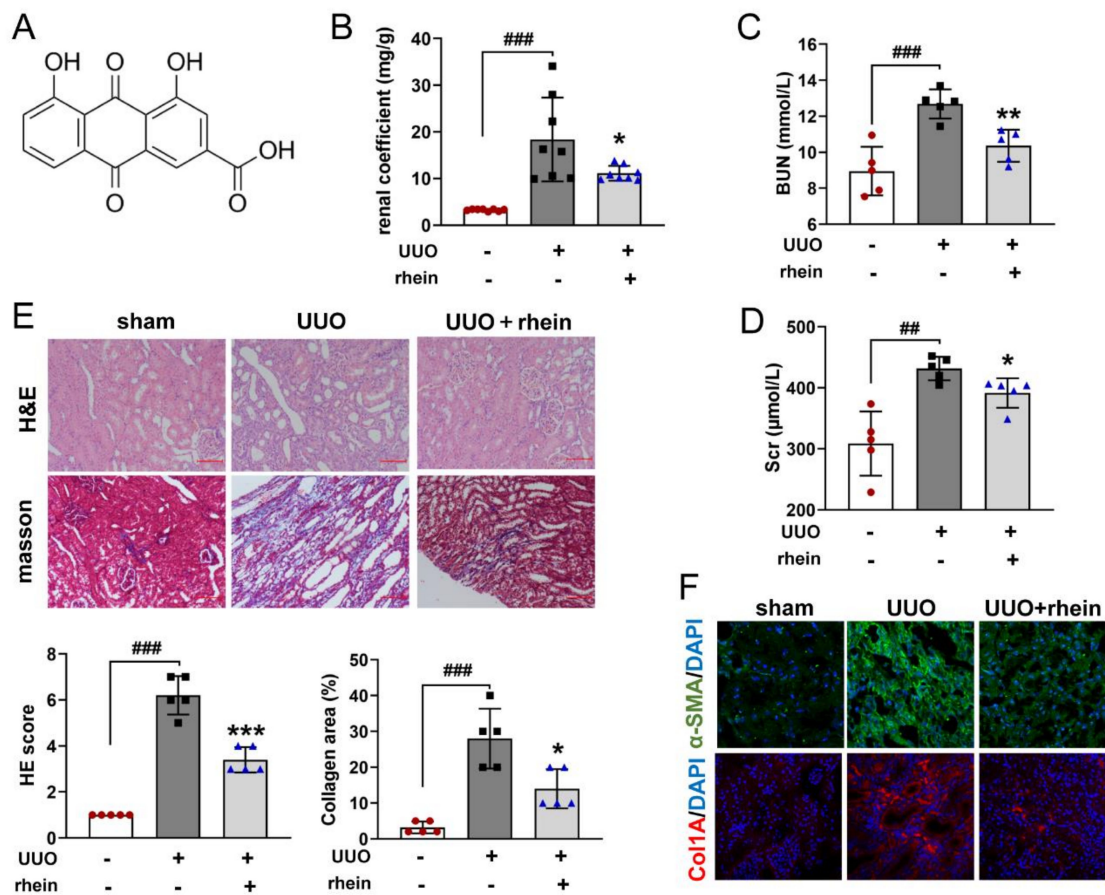 A
OH O OH
OH
O O
B
renal coefficient (mg/g)
40
30
20
10
0
###
*
UUO - + +
rhein - - +
C
BUN (mmol/L)
16
14
12
10
8
6
###
**
UUO - + +
rhein - - +
D
Scr (μmol/L)
500
400
300
200
##
*
UUO - + +
rhein - - +
E
sham UUO UUO + rhein
H&E
masson
HE score
8
6
4
2
0
###
***
UUO - + +
rhein - - +
Collagen area (%)
50
40
30
20
10
0
###
*
UUO - + +
rhein - - +
F
sham UUO UUO+rhein
α-SMA/DAPI
Col1A/DAPI